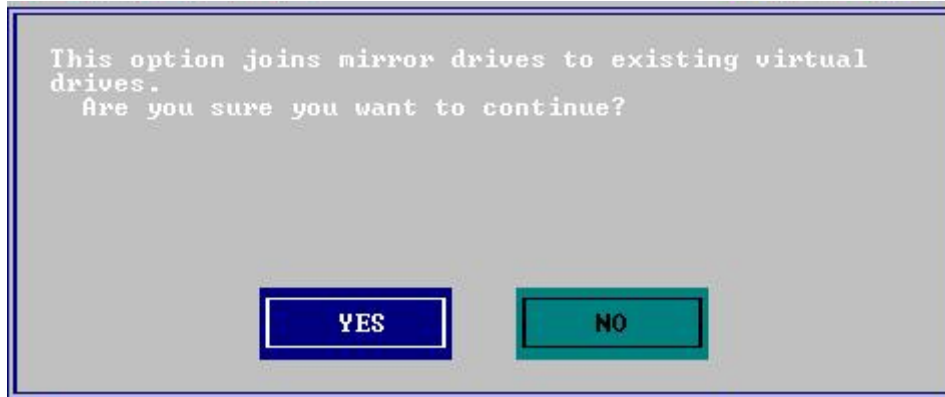 This option joins mirror drives to existing virtual
drives.
Are you sure you want to continue?
YES
NO